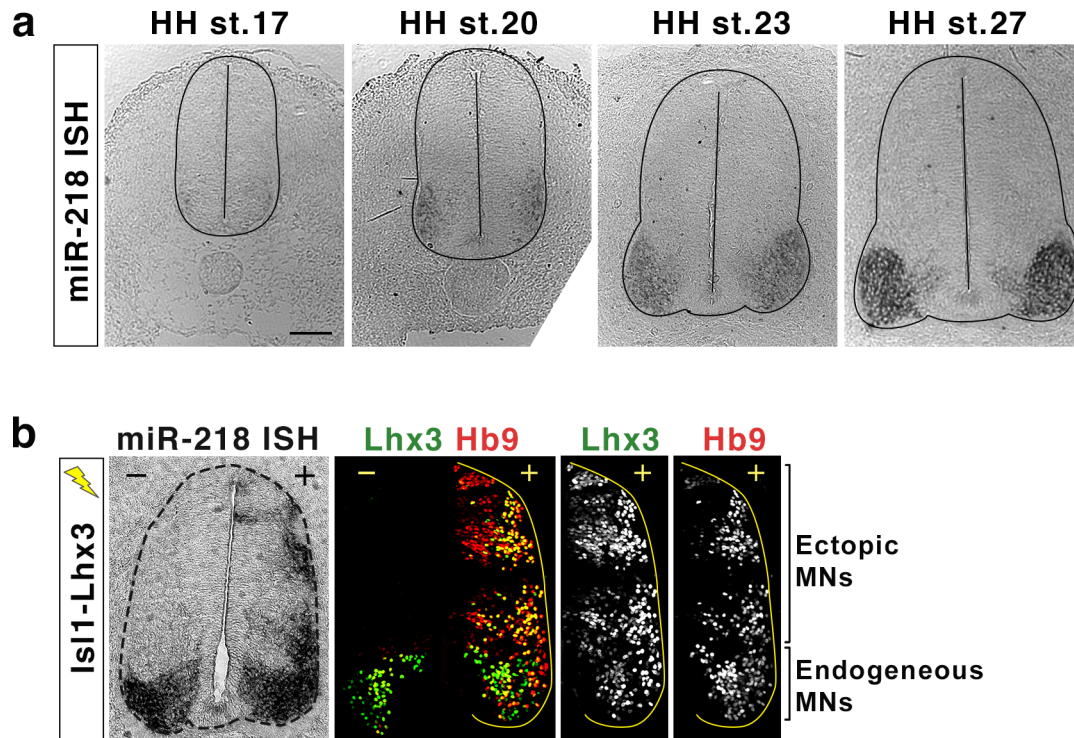 a
HH st.17
HH st.20
HH st.23
HH st.27
miR-218 ISH
b
miR-218 ISH
Lhx3 Hb9
Lhx3
Hb9
Isl1-Lhx3
− +
− +
+
+
Ectopic
MNs
Endogeneous
MNs